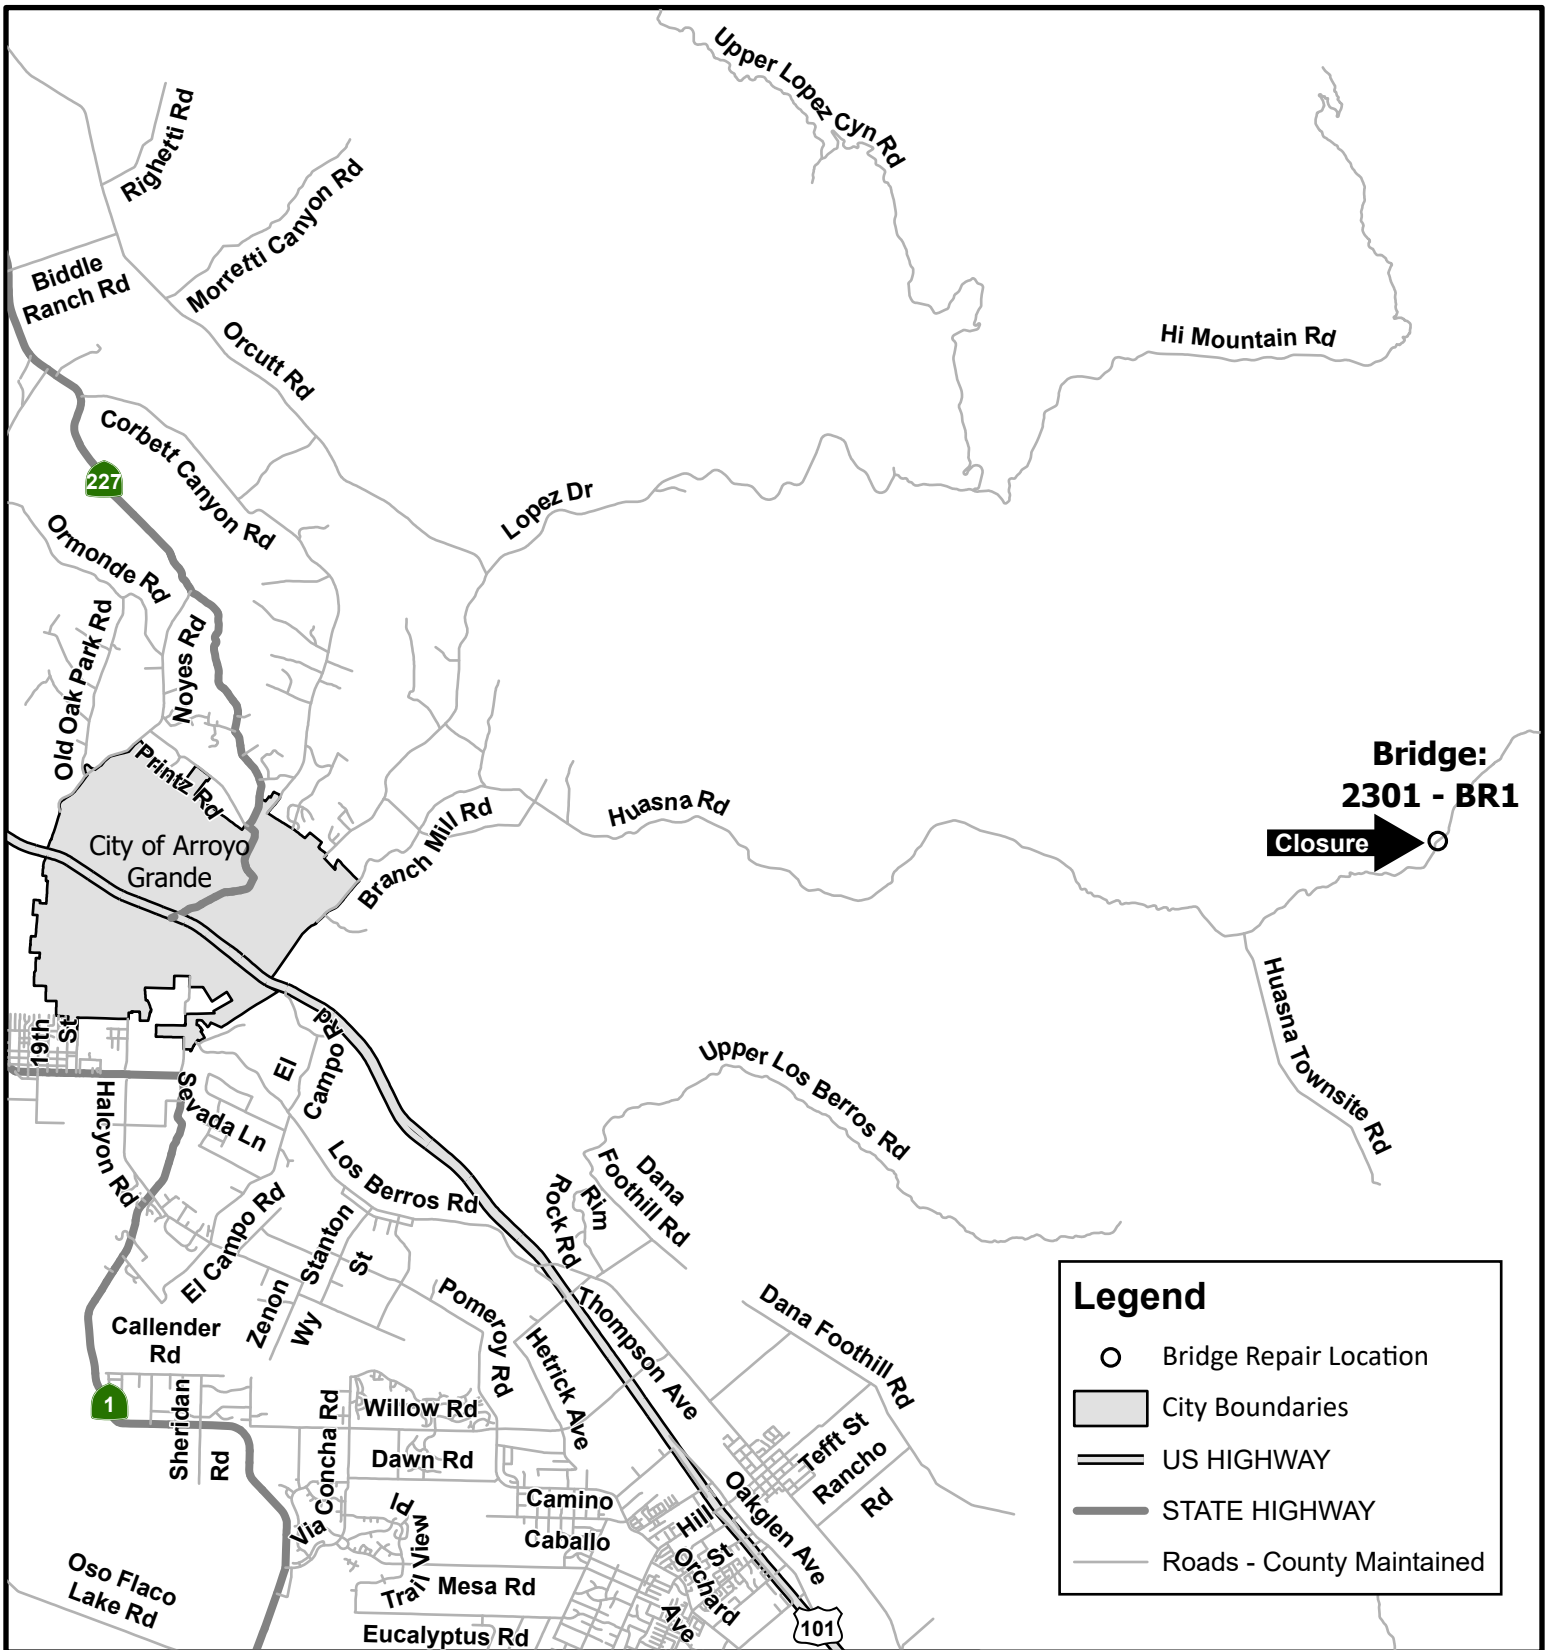 Upper Lopez Cyn Rd
Righetti Rd
Morretti Canyon Rd
Biddle
Ranch Rd
Orcutt Rd
Hi Mountain Rd
Corbett Canyon Rd
227
Lopez Dr
Ormonde Rd
Old Oak Park Rd
Noyes Rd
Printz Rd
Bridge:
2301 - BR1
Closure
Huasna Rd
Branch Mill Rd
City of Arroyo
Grande
Huasna Townsite Rd
19th
St
El
Campo Rd
Upper Los Berros Rd
Halcyon Rd
Sevada Ln
Los Berros Rd
Dana
Foothill Rd
Rim
Rock Rd
El Campo Rd
Stanton
St
Zenon
Wy
Pomeroy Rd
Thompson Ave
Dana Foothill Rd
Callender
Rd
Hetrick Ave
1
Sheridan
Rd
Concha Rd
Via
Willow Rd
Dawn Rd
Tefft St
Rancho
Rd
Camino
Caballo
Hill
St
Oakglen Ave
Pl
Trail View
Orchard
Ave
Oso Flaco
Lake Rd
Mesa Rd
Eucalyptus Rd
101
Legend
Bridge Repair Location
City Boundaries
US HIGHWAY
STATE HIGHWAY
Roads - County Maintained